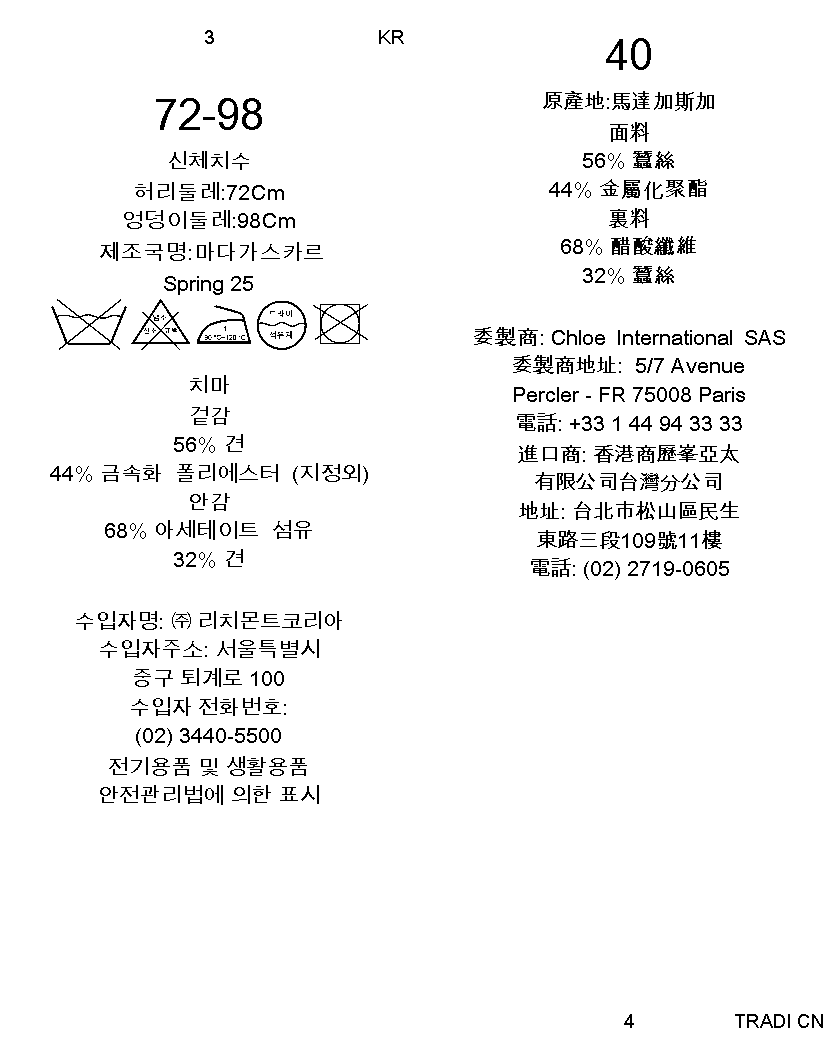 3 KR
72-98
신체치수
허리둘레:72Cm
엉덩이둘레:98Cm
제조국명:마다가스카르
Spring 25
염소
산소 표백
1
80 °C~120 °C
드라이
석유계
치마
겉감
56% 견
44% 금속화 폴리에스터 (지정외)
안감
68% 아세테이트 섬유
32% 견
수입자명: ㈜ 리치몬트코리아
수입자주소: 서울특별시
중구 퇴계로 100
수입자 전화번호:
(02) 3440-5500
전기용품 및 생활용품
안전관리법에 의한 표시
40
原產地:馬達加斯加
面料
56% 蠶絲
44% 金屬化聚酯
裏料
68% 醋酸纖維
32% 蠶絲
委製商: Chloe International SAS
委製商地址: 5/7 Avenue
Percler - FR 75008 Paris
電話: +33 1 44 94 33 33
進口商: 香港商歷峯亞太
有限公司台灣分公司
地址: 台北市松山區民生
東路三段109號11樓
電話: (02) 2719-0605
4 TRADI CN